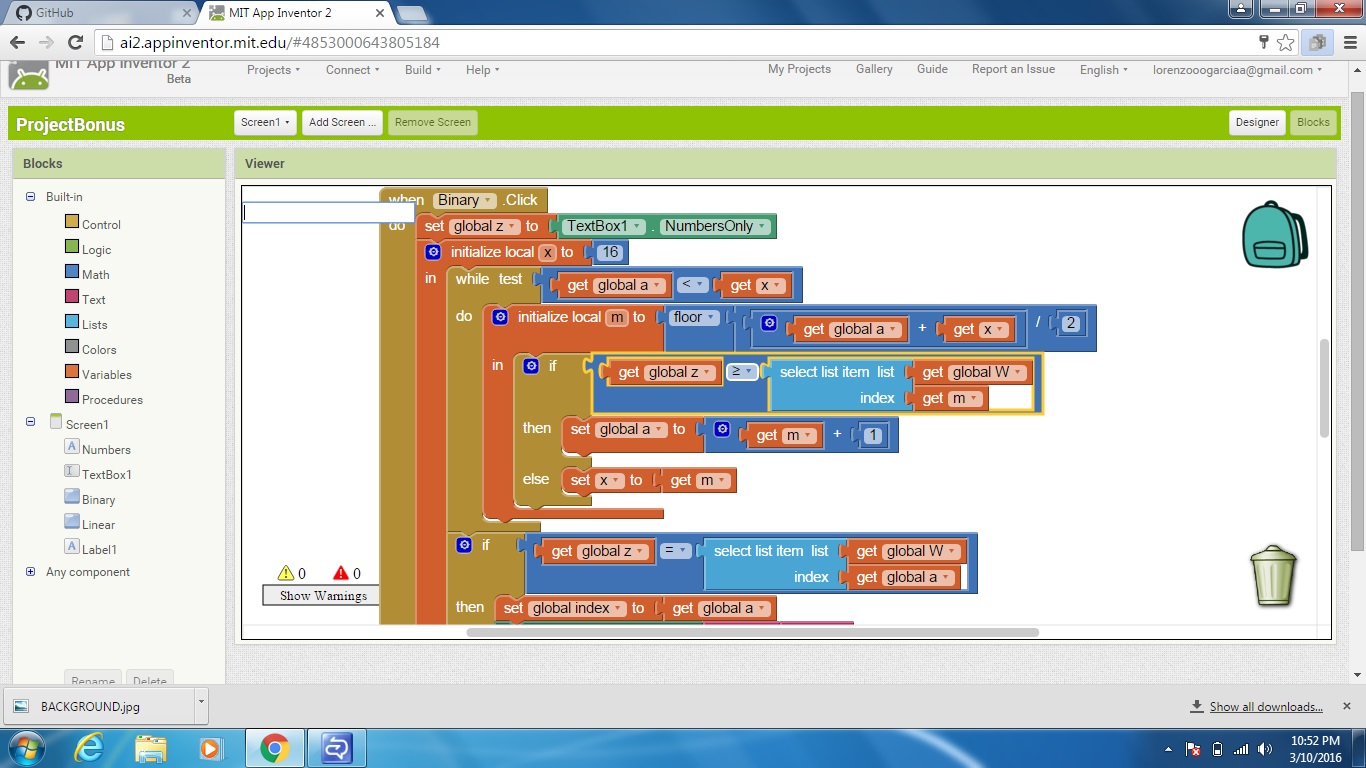 GitHub
MIT App Inventor 2
ai2.appinventor.mit.edu/#4853000643805184
MIT App Inventor 2
Beta
Projects
Connect
Build
Help
My Projects
Gallery
Guide
Report an Issue
English
lorenzooogarciaa@gmail.com
ProjectBonus
Screen1
Add Screen ...
Remove Screen
Designer
Blocks
Blocks
Viewer
Built-in
Control
Logic
Math
Text
Lists
Colors
Variables
Procedures
Screen1
Numbers
TextBox1
Binary
Linear
Label1
Any component
Rename
Delete
when Binary .Click
do set global z to TextBox1 . NumbersOnly
initialize local x to 16
in while test get global a < get x
do initialize local m to floor get global a + get x / 2
in if get global z ≥ select list item list get global W
index get m
then set global a to get m + 1
else set x to get m
if get global z = select list item list get global W
index get global a
then set global index to get global a
0 0
Show Warnings
BACKGROUND.jpg
Show all downloads...
10:52 PM
3/10/2016